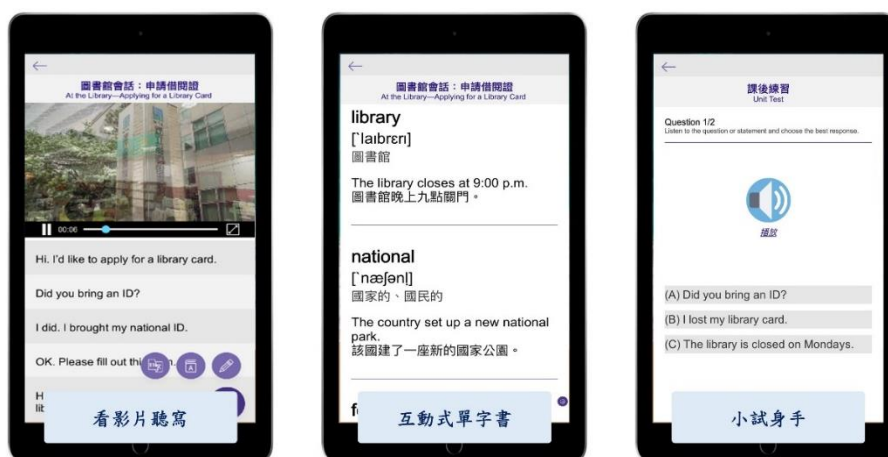 圖書館會話：申請借閱證
At the Library—Applying for a Library Card
00:06
Hi. I'd like to apply for a library card.
Did you bring an ID?
I did. I brought my national ID.
OK. Please fill out thi
H
lib
看影片聽寫
圖書館會話：申請借閱證
At the Library—Applying for a Library Card
library
[ˋlaɪbrɛrɪ]
圖書館
The library closes at 9:00 p.m.
圖書館晚上九點關門。
national
[ˋnæʃənl]
國家的、國民的
The country set up a new national
park.
該國建了一座新的國家公園。
互動式單字書
課後練習
Unit Test
Question 1/2
Listen to the question or statement and choose the best response.
播放
(A) Did you bring an ID?
(B) I lost my library card.
(C) The library is closed on Mondays.
小試身手